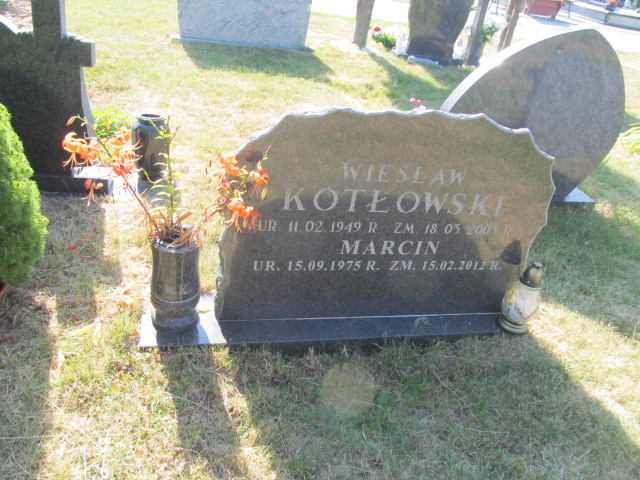 WIESŁAW
KOTŁOWSKI
UR. 11.02.1949 R. ZM. 18.03.2003 R.
MARCIN
UR. 15.09.1975 R. ZM. 15.02.2012 R.